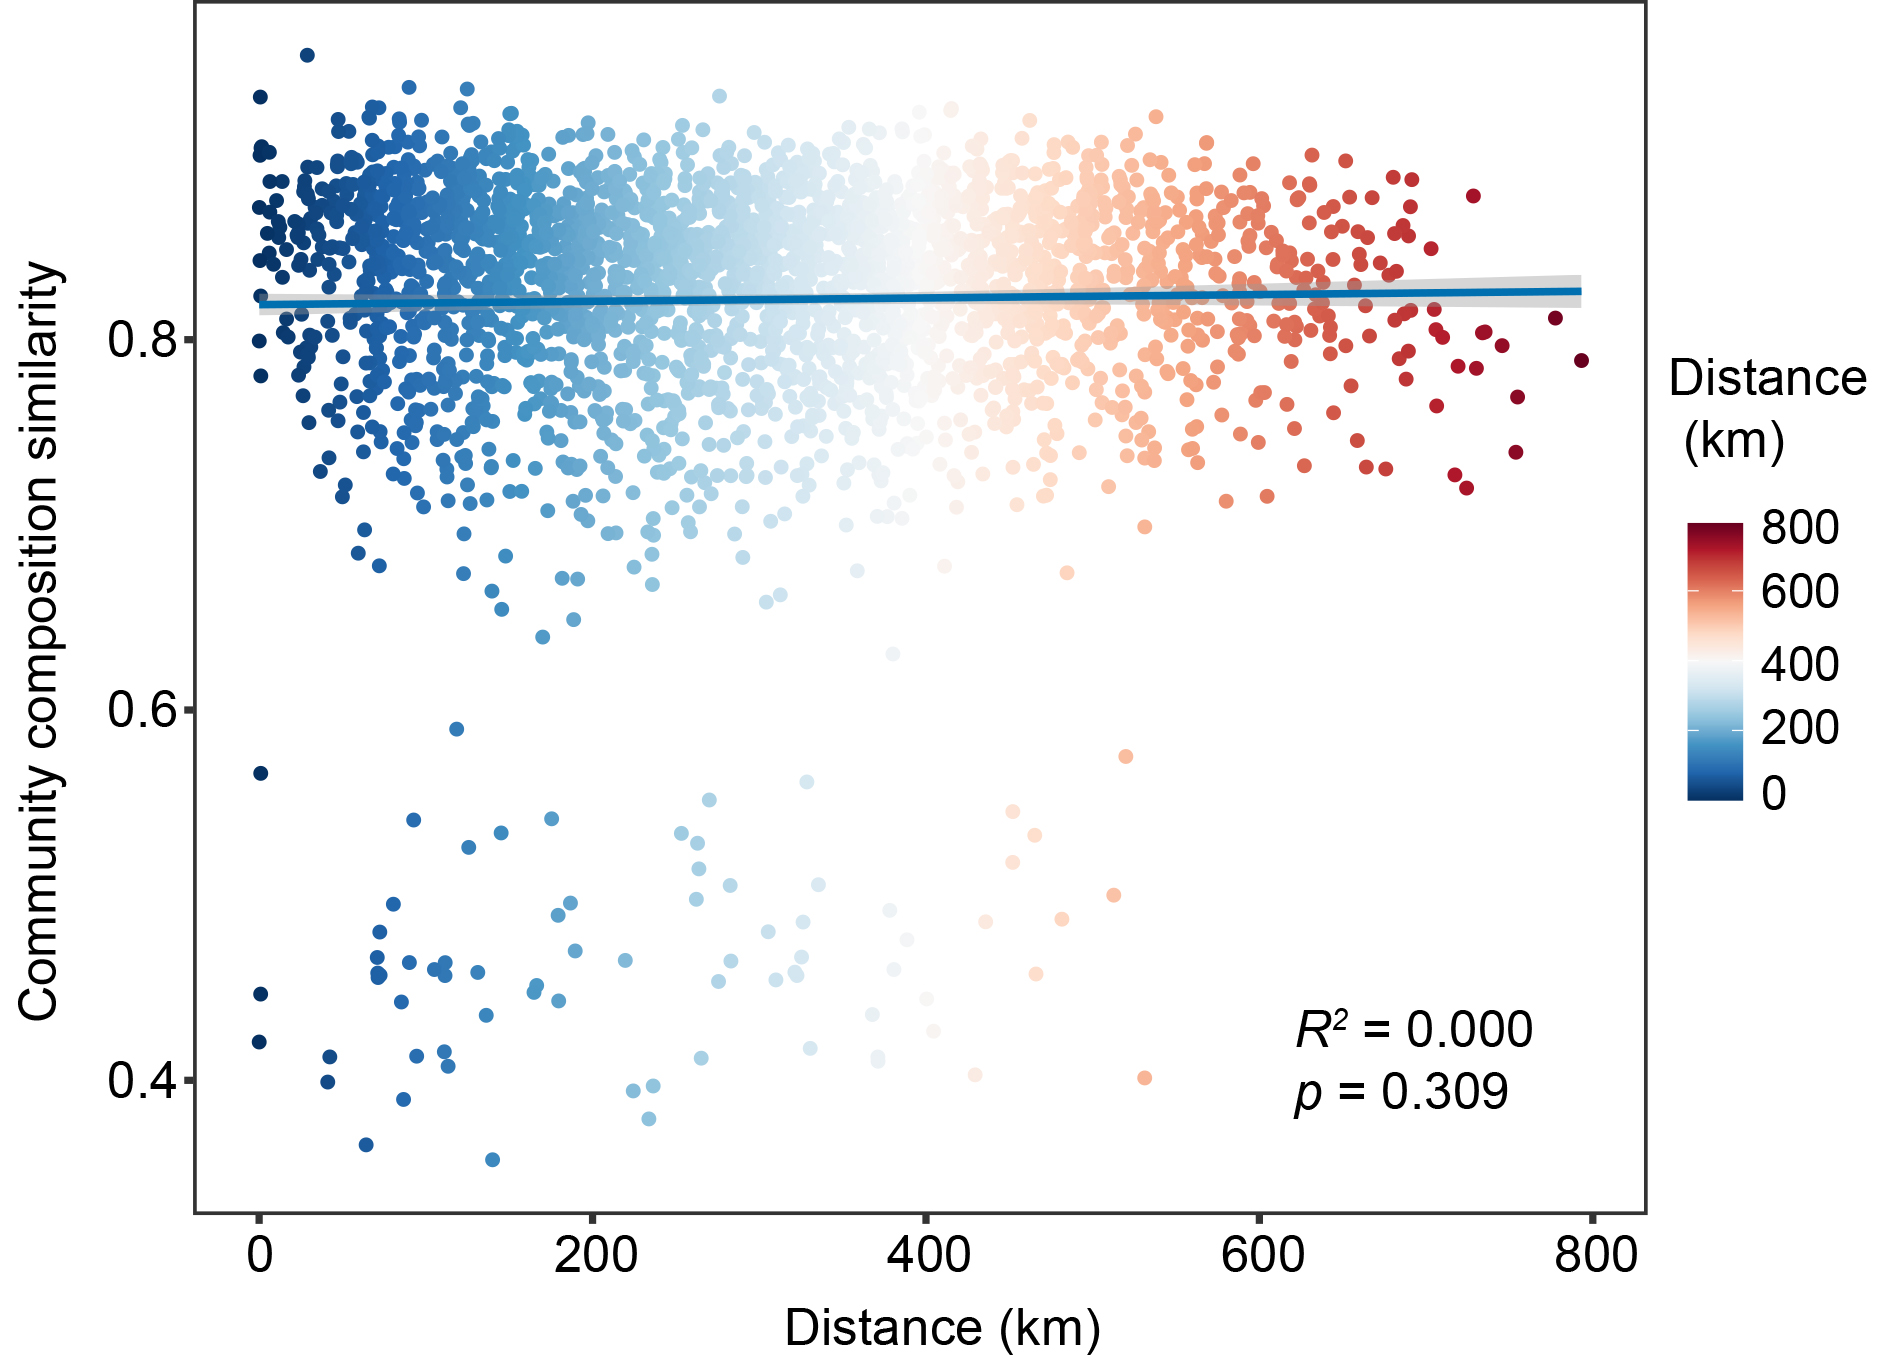 Community composition similarity
0.8
0.6
0.4
0
200
400
600
800
Distance (km)
R² = 0.000
p = 0.309
Distance
(km)
800
600
400
200
0